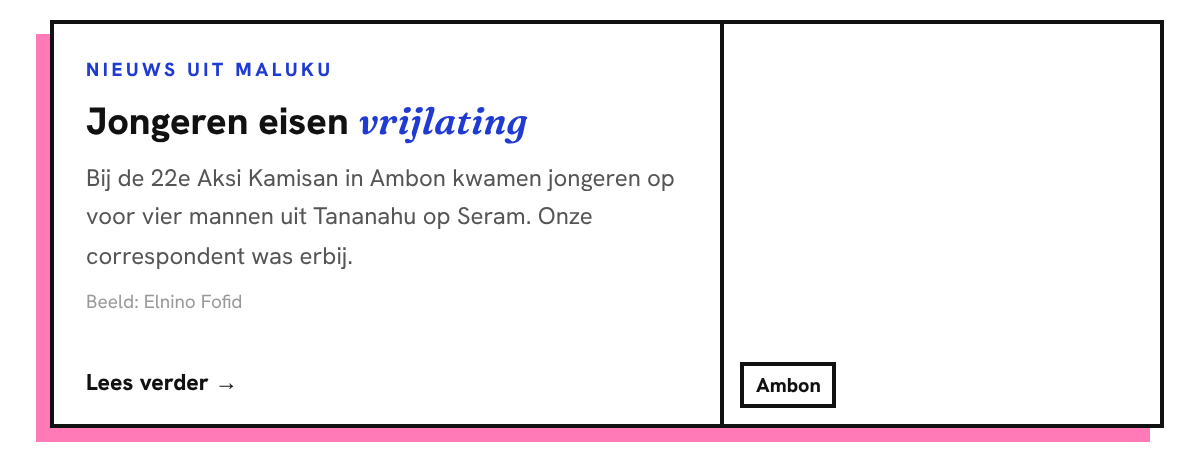 NIEUWS UIT MALUKU
Jongeren eisen vrijlating
Bij de 22e Aksi Kamisan in Ambon kwamen jongeren op
voor vier mannen uit Tananahu op Seram. Onze
correspondent was erbij.
Beeld: Elnino Fofid
Lees verder →
Ambon